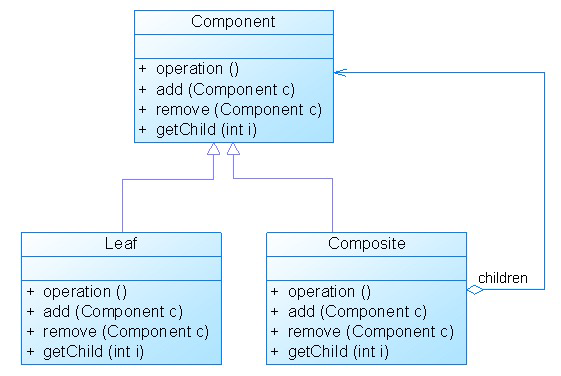 Component
+ operation ()
+ add (Component c)
+ remove (Component c)
+ getChild (int i)
Leaf
+ operation ()
+ add (Component c)
+ remove (Component c)
+ getChild (int i)
Composite
+ operation ()
+ add (Component c)
+ remove (Component c)
+ getChild (int i)
children